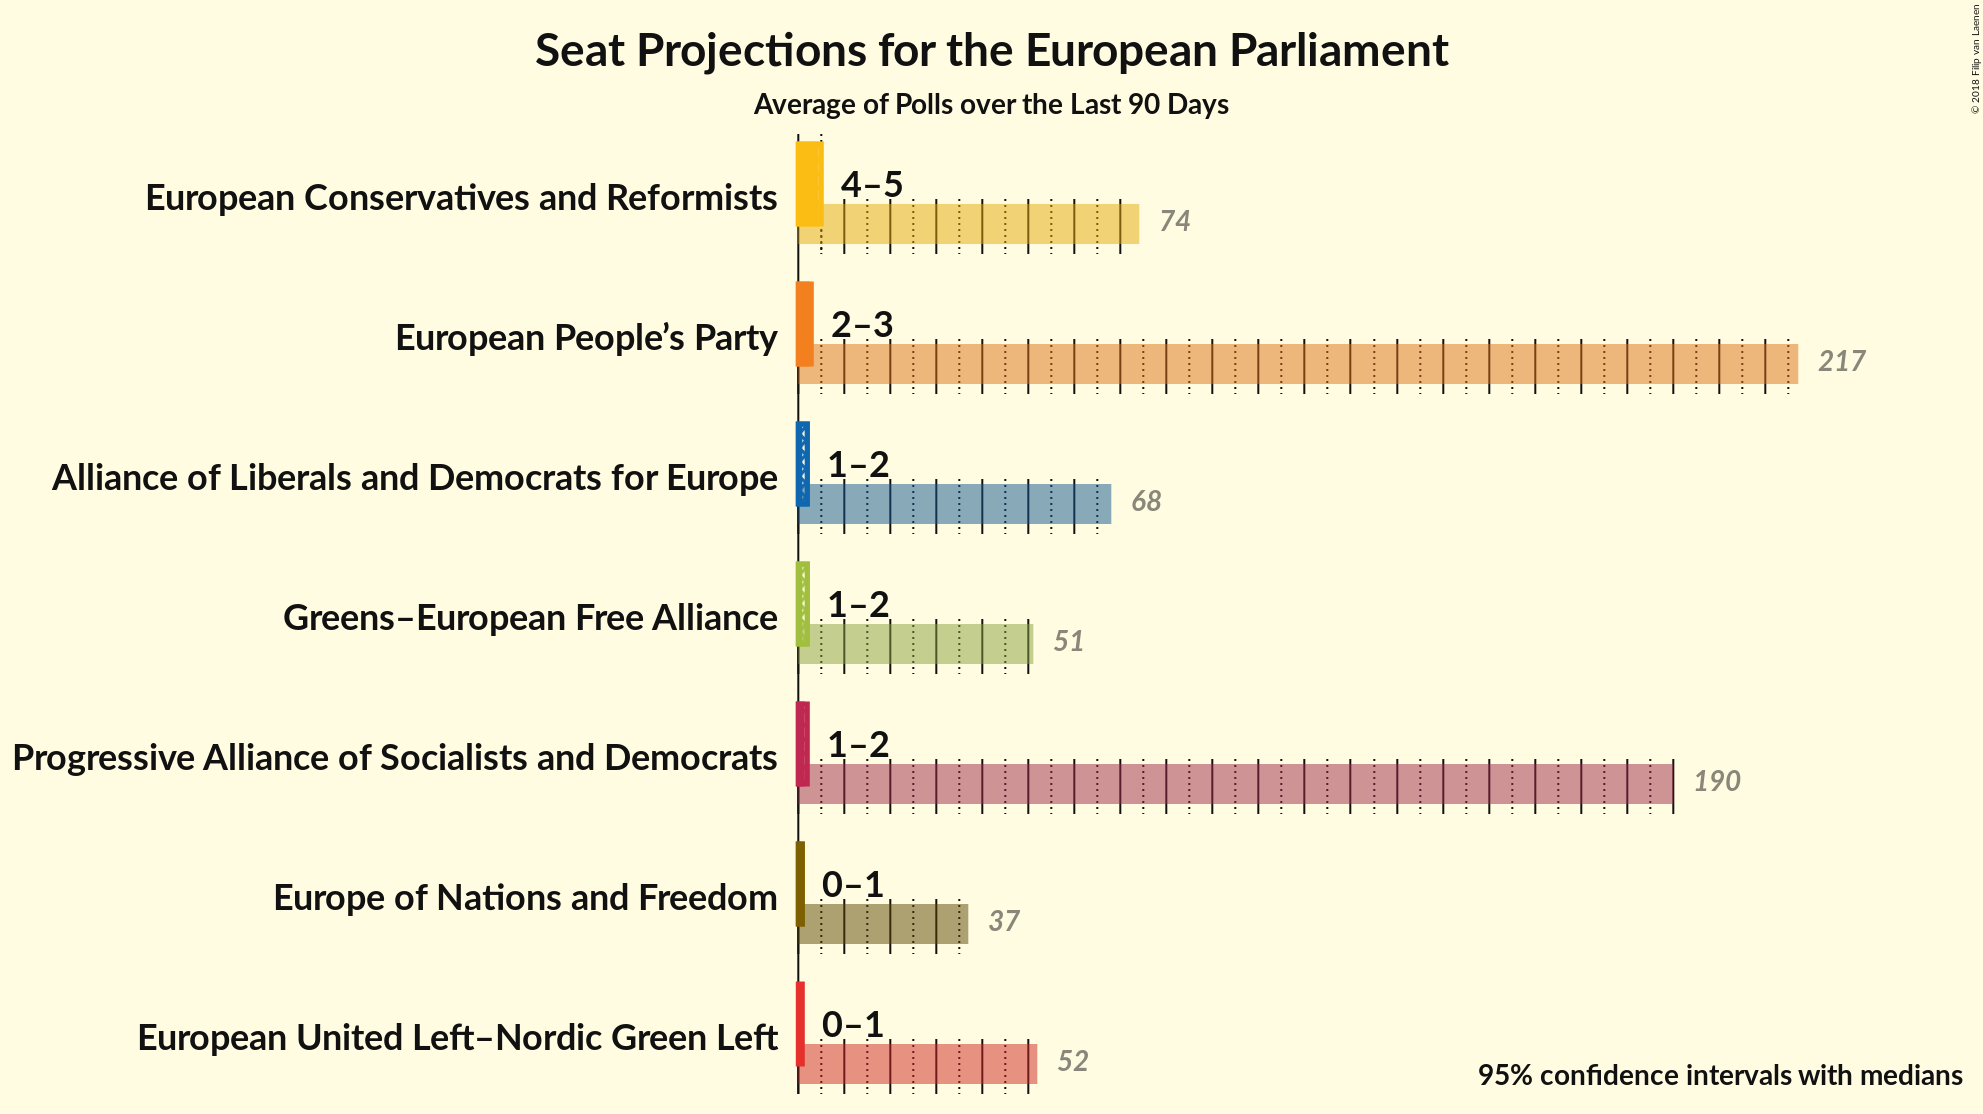 Seat Projections for the European Parliament
Average of Polls over the Last 90 Days
© 2018 Filip van Laenen
European Conservatives and Reformists
4–5
74
European People’s Party
2–3
217
Alliance of Liberals and Democrats for Europe
1–2
68
Greens–European Free Alliance
1–2
51
Progressive Alliance of Socialists and Democrats
1–2
190
Europe of Nations and Freedom
0–1
37
European United Left–Nordic Green Left
0–1
52
95% confidence intervals with medians